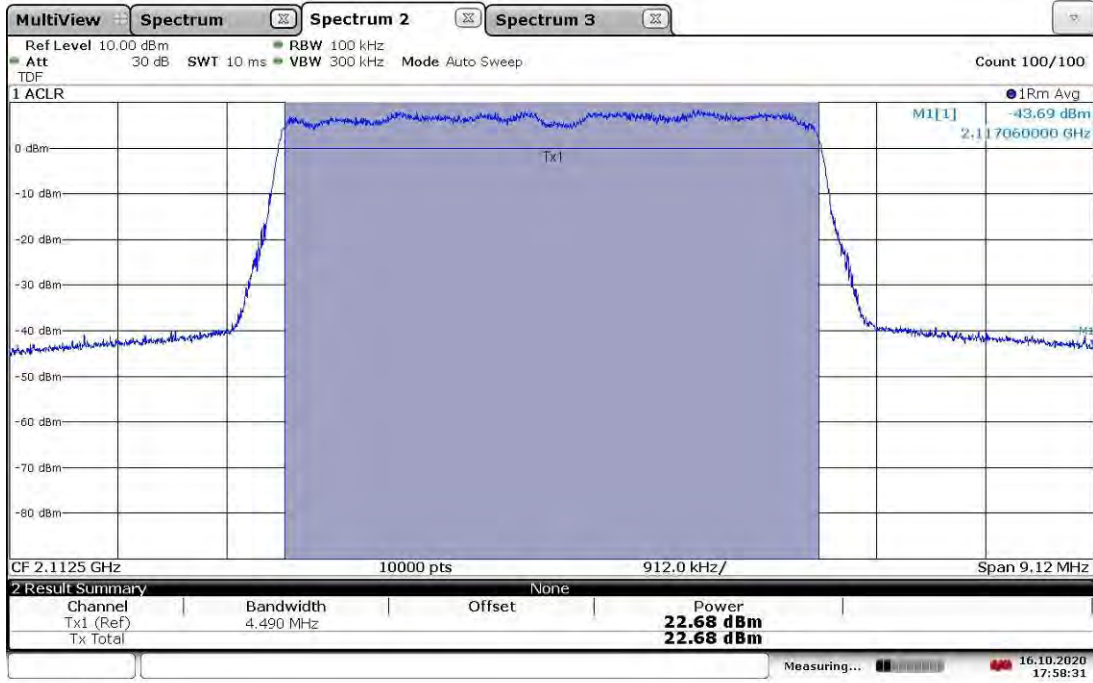 MultiView Spectrum Spectrum 2 Spectrum 3
Ref Level 10.00 dBm RBW 100 kHz
Att 30 dB SWT 10 ms VBW 300 kHz Mode Auto Sweep Count 100/100
TDF
1 ACLR 1Rm Avg
M1[1] -43.69 dBm
2.117060000 GHz
0 dBm
Tx1
-10 dBm
-20 dBm
-30 dBm
-40 dBm
M1
-50 dBm
-60 dBm
-70 dBm
-80 dBm
CF 2.1125 GHz 10000 pts 912.0 kHz/ Span 9.12 MHz
2 Result Summary None
Channel Bandwidth Offset Power
Tx1 (Ref) 4.490 MHz 22.68 dBm
Tx Total 22.68 dBm
Measuring... 16.10.2020
17:58:31